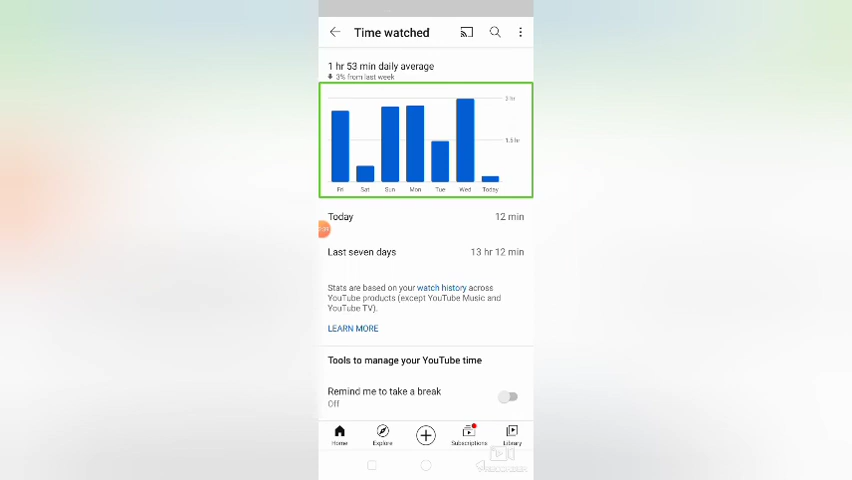 Time watched
1 hr 53 min daily average
3% from last week
2 hr
Fri Sat Sun Mon Tue Wed Today
Today 12 min
Last seven days 13 hr 12 min
Stats are based on your watch history across
YouTube products (except YouTube Music and
YouTube TV).
LEARN MORE
Tools to manage your YouTube time
Remind me to take a break
Off
Home Explore Subscriptions Library
RECORDER